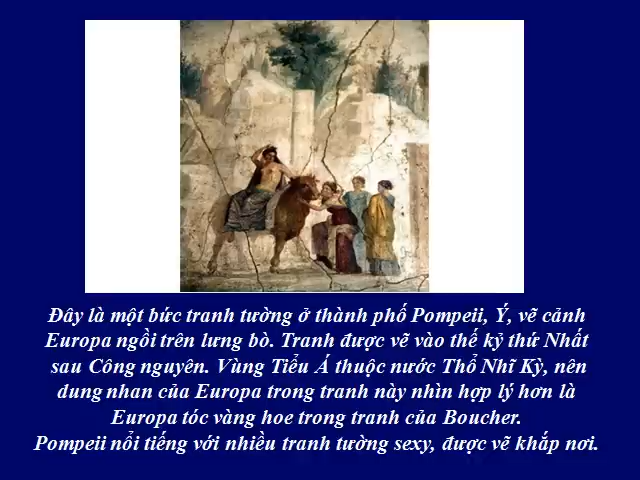 Đây là một bức tranh tường ở thành phố Pompeii, Ý, vẽ cảnh
Europa ngồi trên lưng bò. Tranh được vẽ vào thế kỷ thứ Nhất
sau Công nguyên. Vùng Tiểu Á thuộc nước Thổ Nhĩ Kỳ, nên
dung nhan của Europa trong tranh này nhìn hợp lý hơn là
Europa tóc vàng hoe trong tranh của Boucher.
Pompeii nổi tiếng với nhiều tranh tường sexy, được vẽ khắp nơi.